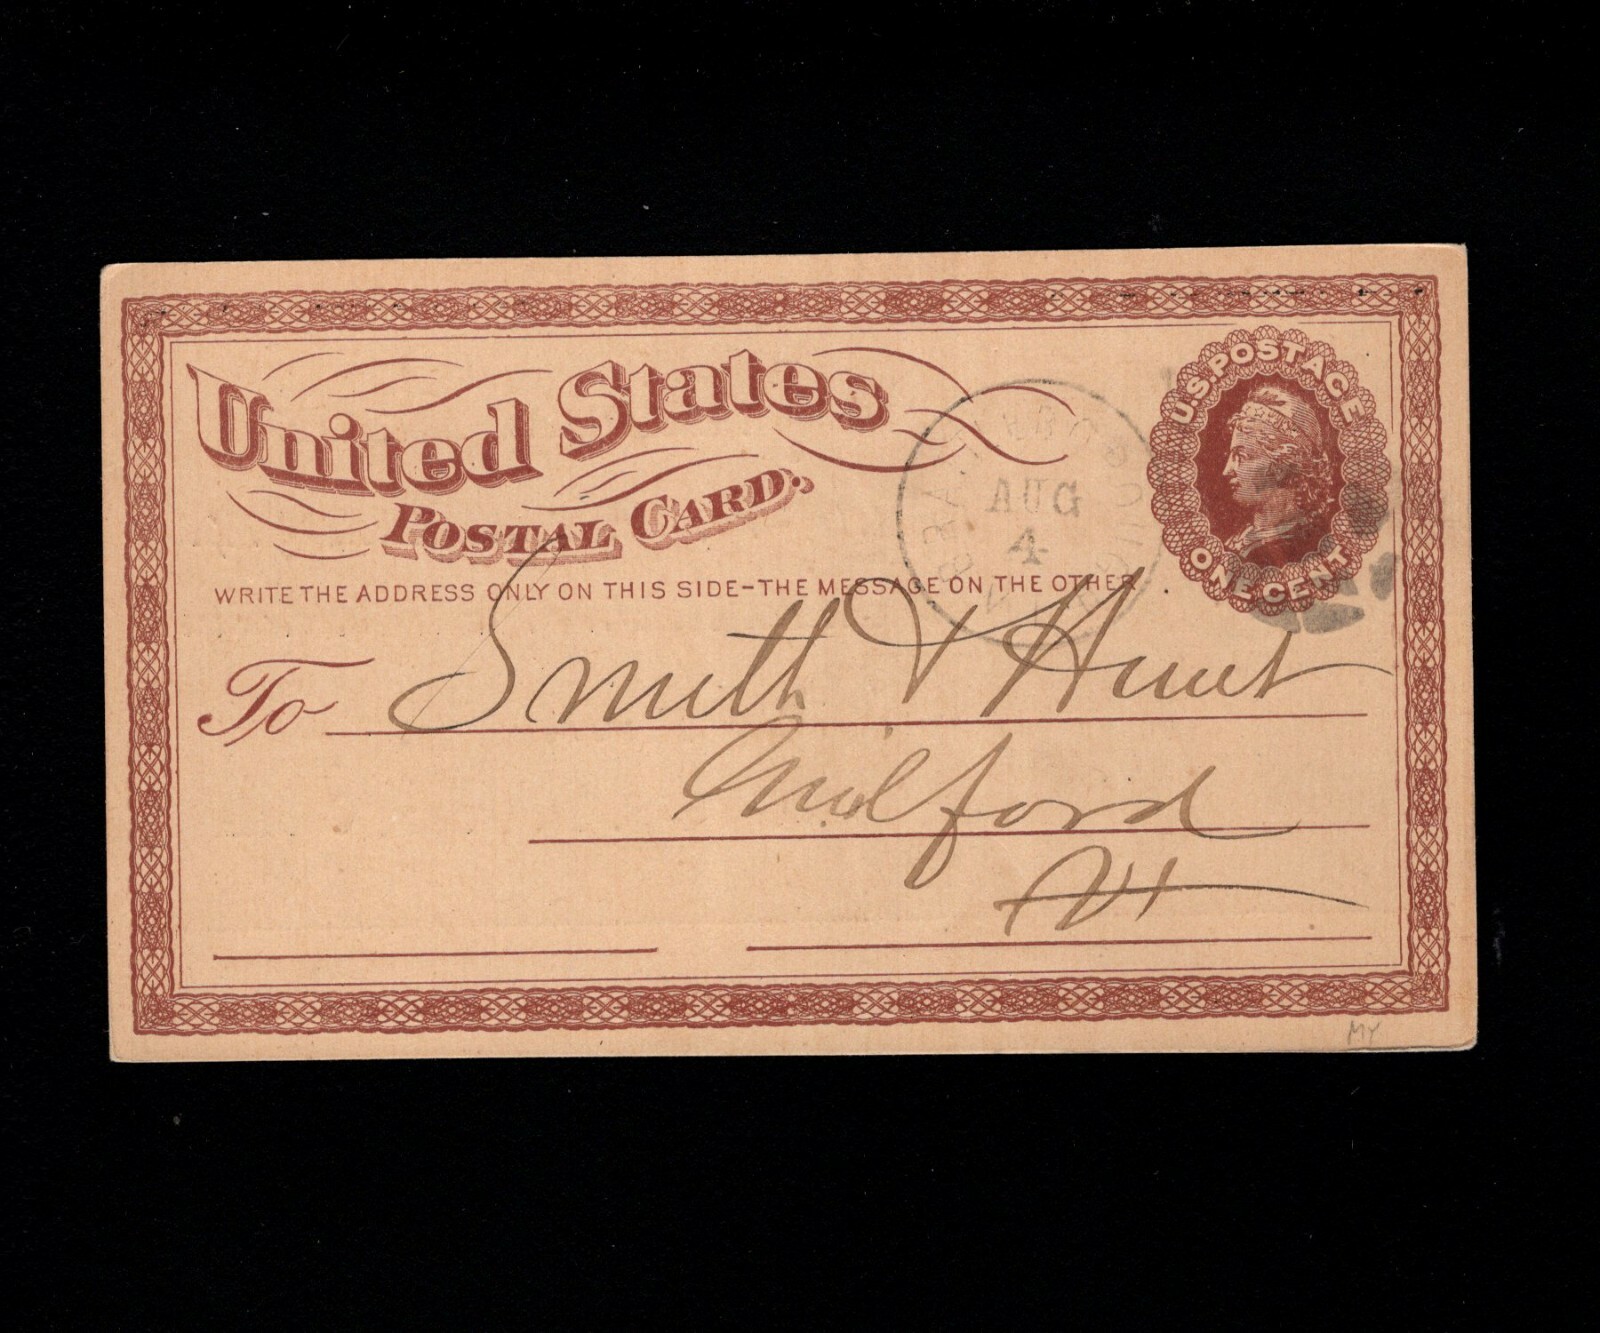 United States
POSTAL CARD.
U.S. POSTAGE
ONE CENT
AUG
4
WRITE THE ADDRESS ONLY ON THIS SIDE-THE MESSAGE ON THE OTHER
To Smith & Hunt
Milford
Vt
MY